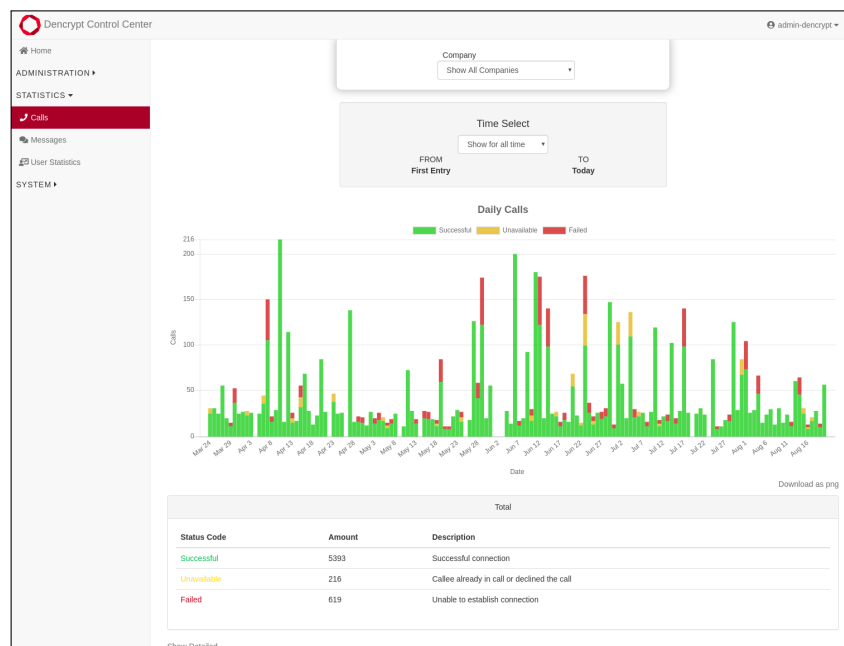 Dencrypt Control Center
admin-dencrypt
Home
ADMINISTRATION
STATISTICS
Calls
Messages
User Statistics
SYSTEM
Company
Show All Companies
Time Select
Show for all time
FROM TO
First Entry Today
Daily Calls
Successful Unavailable Failed
216
200
150
100
50
0
Calls
Mar 24 Mar 29 Apr 3 Apr 8 Apr 13 Apr 18 Apr 23 Apr 28 May 3 May 8 May 13 May 18 May 23 May 28 Jun 2 Jun 7 Jun 12 Jun 17 Jun 22 Jun 27 Jul 2 Jul 7 Jul 12 Jul 17 Jul 22 Jul 27 Aug 1 Aug 6 Aug 11 Aug 16
Date
Download as png
Total
Status Code Amount Description
Successful 5393 Successful connection
Unavailable 216 Callee already in call or declined the call
Failed 619 Unable to establish connection
Show Detailed